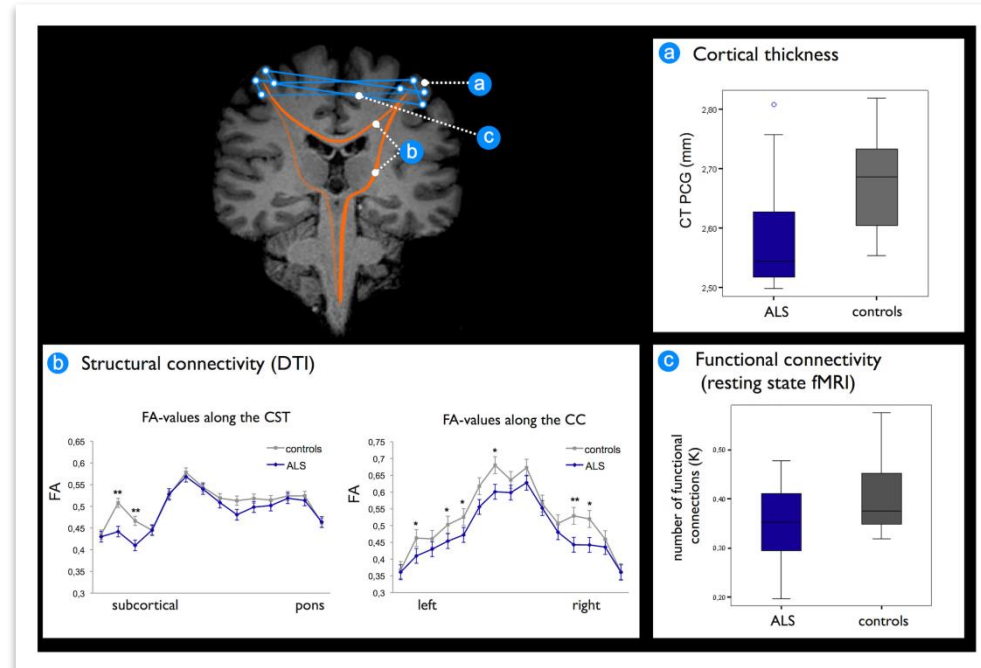 a
c
b
a Cortical thickness
CT PCG (mm)
2,80
2,70
2,60
2,50
ALS controls
b Structural connectivity (DTI)
FA-values along the CST
controls
ALS
FA
0,65
0,6
0,55
0,5
0,45
0,4
0,35
0,3
** **
subcortical pons
FA-values along the CC
controls
ALS
FA
0,75
0,7
0,65
0,6
0,55
0,5
0,45
0,4
0,35
0,3
* * * * ** *
left right
c Functional connectivity
(resting state fMRI)
number of functional
connections (K)
0,50
0,40
0,30
0,20
ALS controls